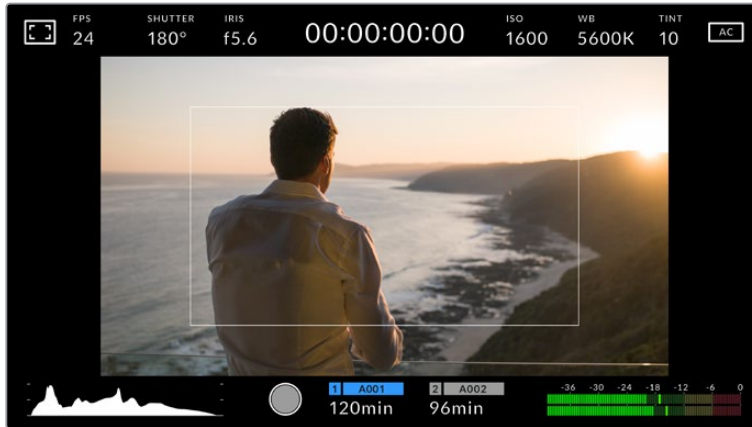 FPS SHUTTER IRIS 00:00:00:00 ISO WB TINT AC
24 180° f5.6 1600 5600K 10
1 A001 2 A002
120min 96min
-36 -30 -24 -18 -12 -6 0